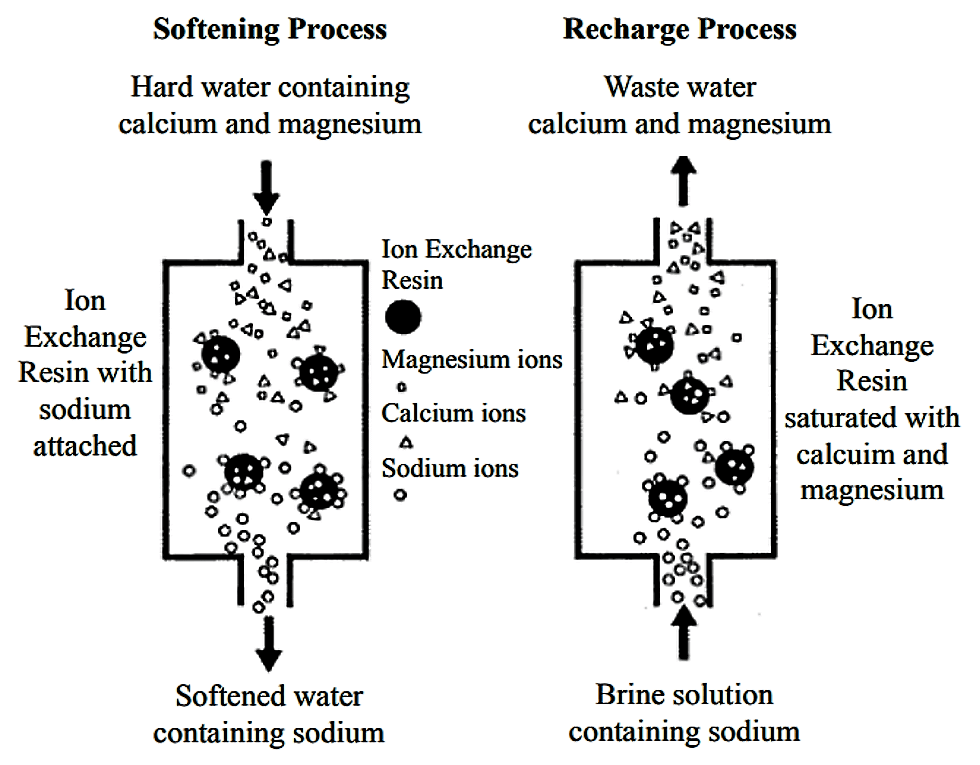 Softening Process
Hard water containing
calcium and magnesium
Ion
Exchange
Resin with
sodium
attached
Softened water
containing sodium
Ion Exchange
Resin
Magnesium ions
Calcium ions
Sodium ions
Recharge Process
Waste water
calcium and magnesium
Ion
Exchange
Resin
saturated with
calcuim and
magnesium
Brine solution
containing sodium